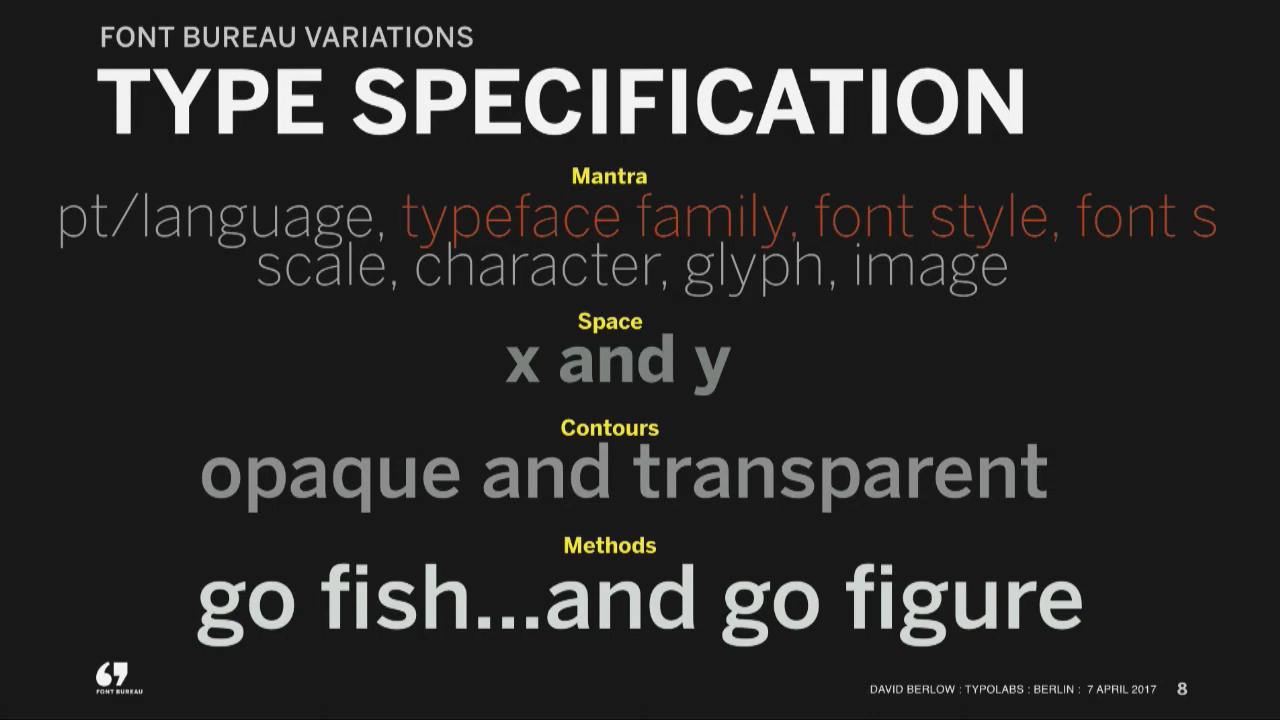 FONT BUREAU VARIATIONS
TYPE SPECIFICATION
Mantra
pt/language, typeface family, font style, font s
scale, character, glyph, image
Space
x and y
Contours
opaque and transparent
Methods
go fish...and go figure
FONT BUREAU
DAVID BERLOW : TYPOLABS : BERLIN : 7 APRIL 2017 8